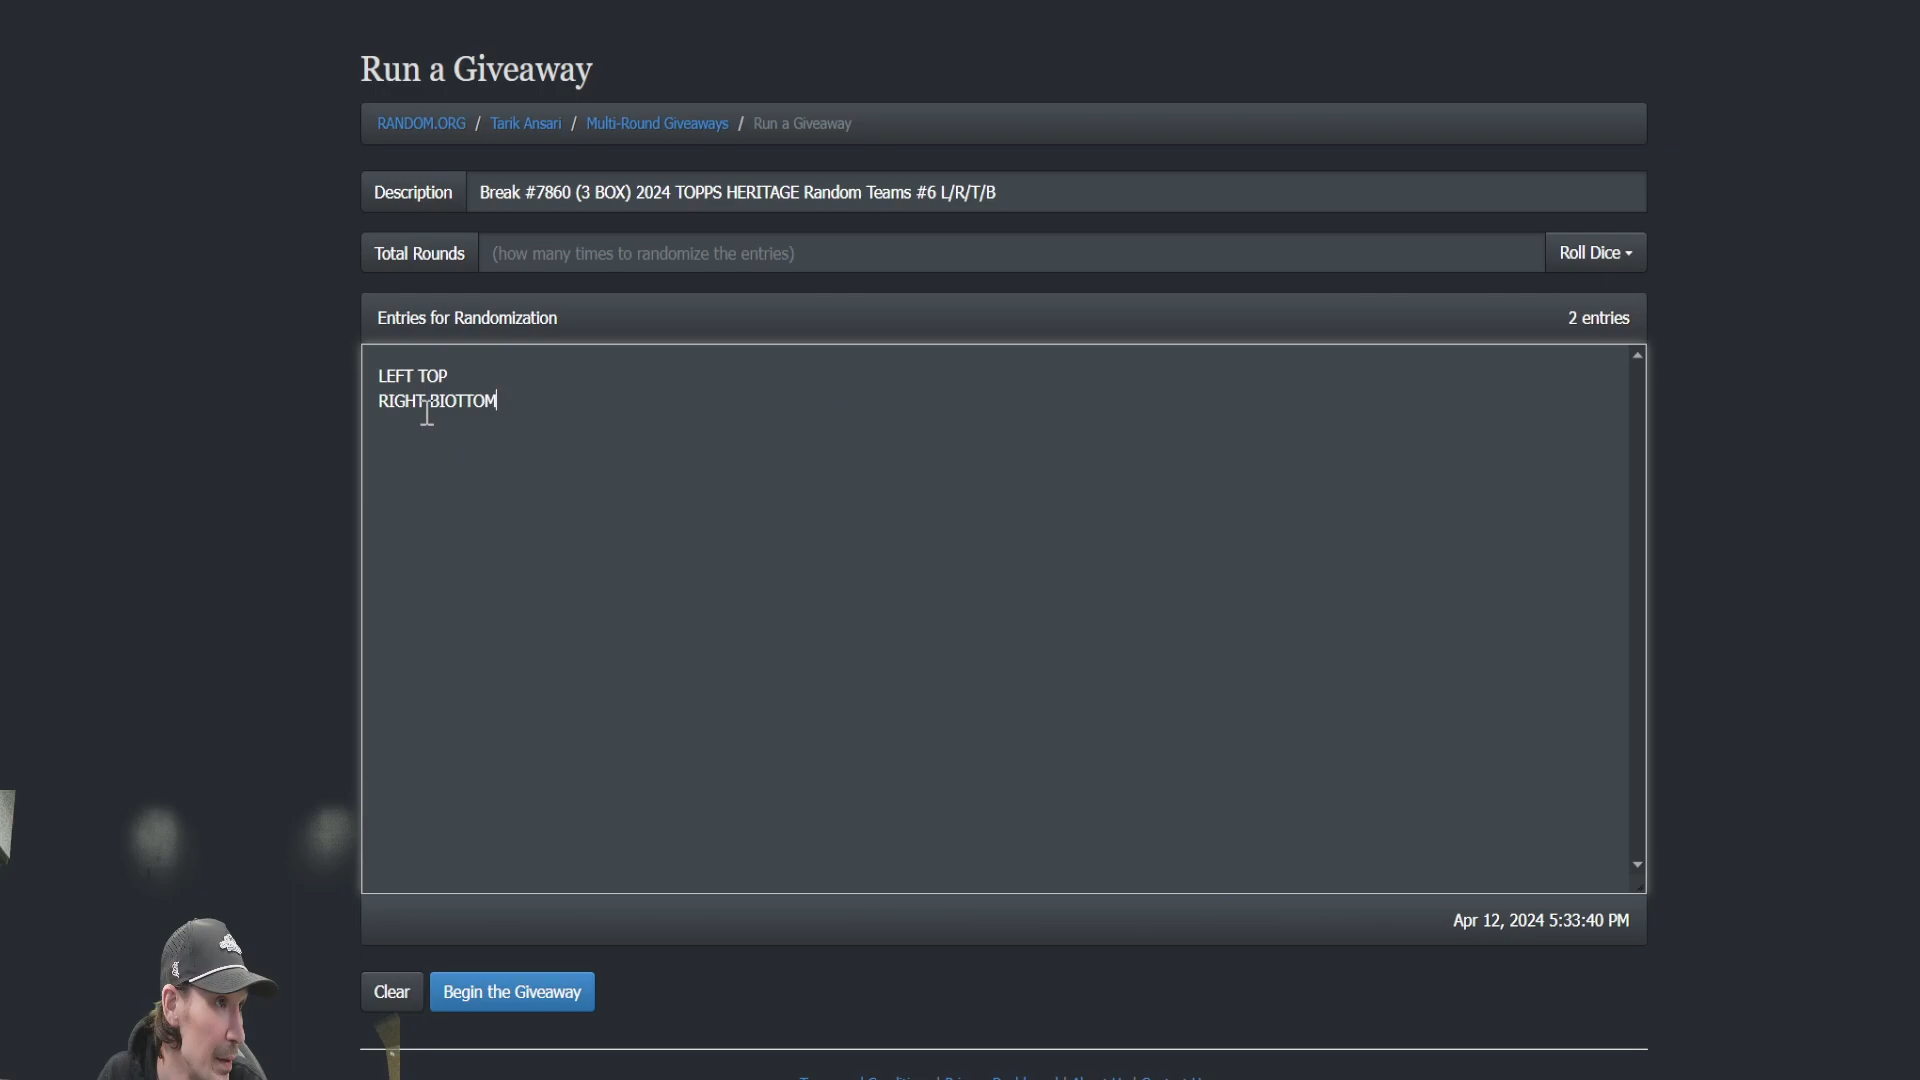 Run a Giveaway
RANDOM.ORG / Tarik Ansari / Multi-Round Giveaways / Run a Giveaway
Description Break #7860 (3 BOX) 2024 TOPPS HERITAGE Random Teams #6 L/R/T/B
Total Rounds (how many times to randomize the entries) Roll Dice
Entries for Randomization 2 entries
LEFT TOP
RIGHT BIOTTOM
Apr 12, 2024 5:33:40 PM
Clear Begin the Giveaway